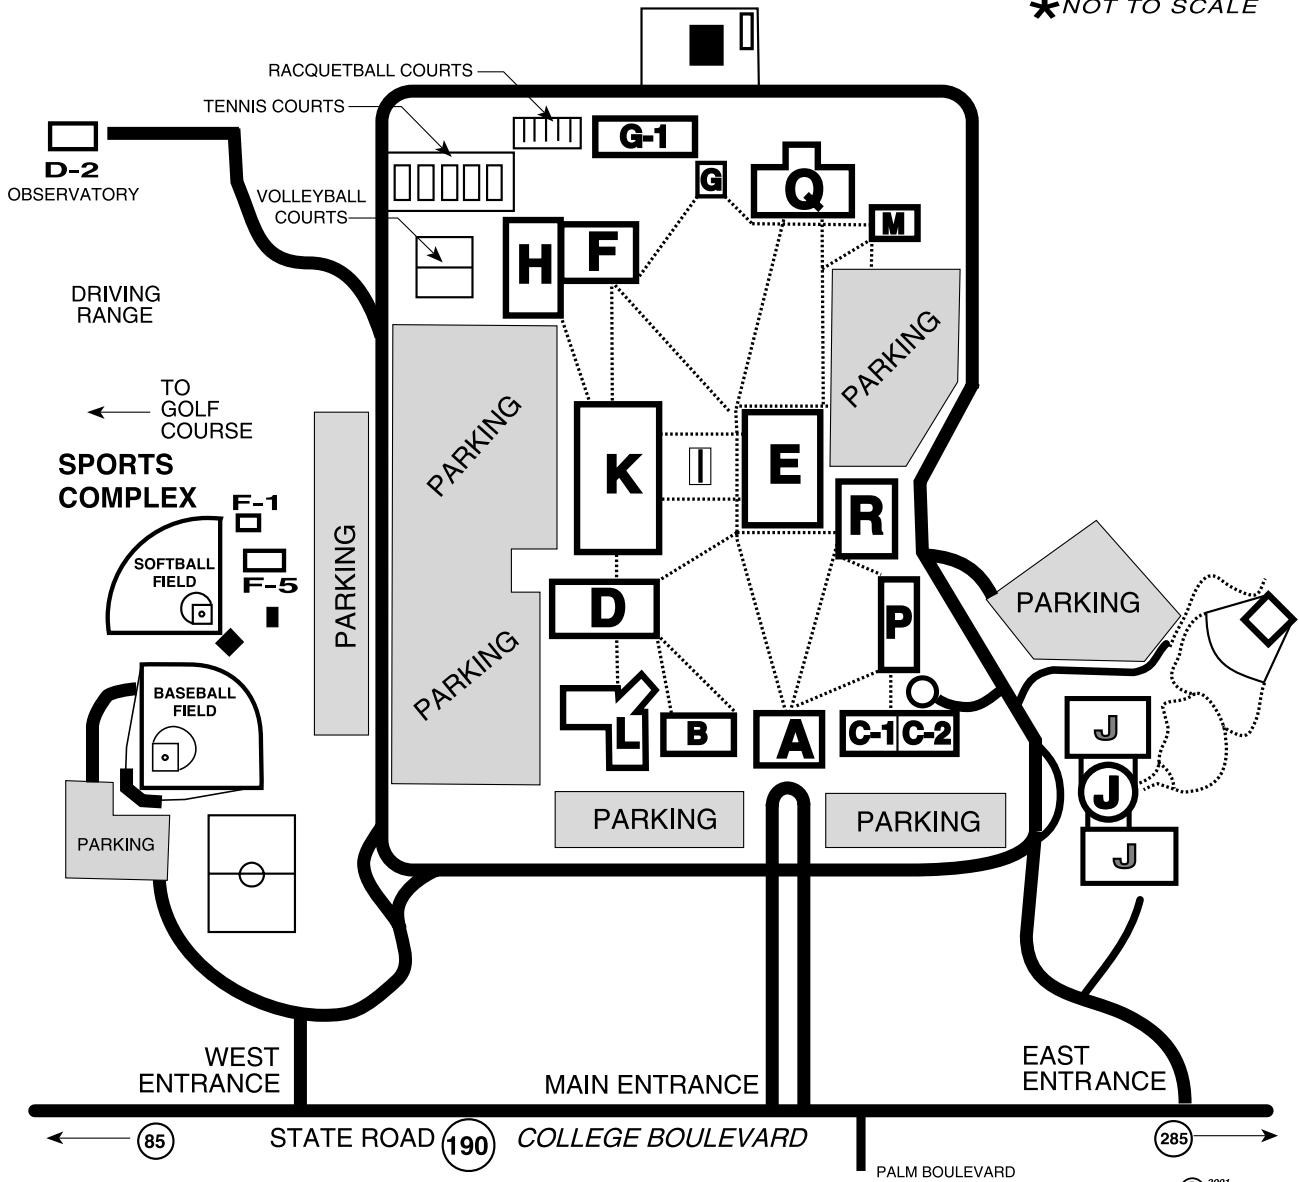 *NOT TO SCALE
RACQUETBALL COURTS
TENNIS COURTS
G-1
D-2
OBSERVATORY
G
Q
VOLLEYBALL
COURTS
M
H
F
DRIVING
RANGE
PARKING
TO
GOLF
COURSE
PARKING
SPORTS
COMPLEX
K
I
E
F-1
R
SOFTBALL
FIELD
F-5
PARKING
PARKING
D
P
PARKING
BASEBALL
FIELD
L
B
A
C-1
C-2
J
J
PARKING
PARKING
PARKING
J
WEST
ENTRANCE
MAIN ENTRANCE
EAST
ENTRANCE
85
STATE ROAD 190 COLLEGE BOULEVARD
285
PALM BOULEVARD
2001